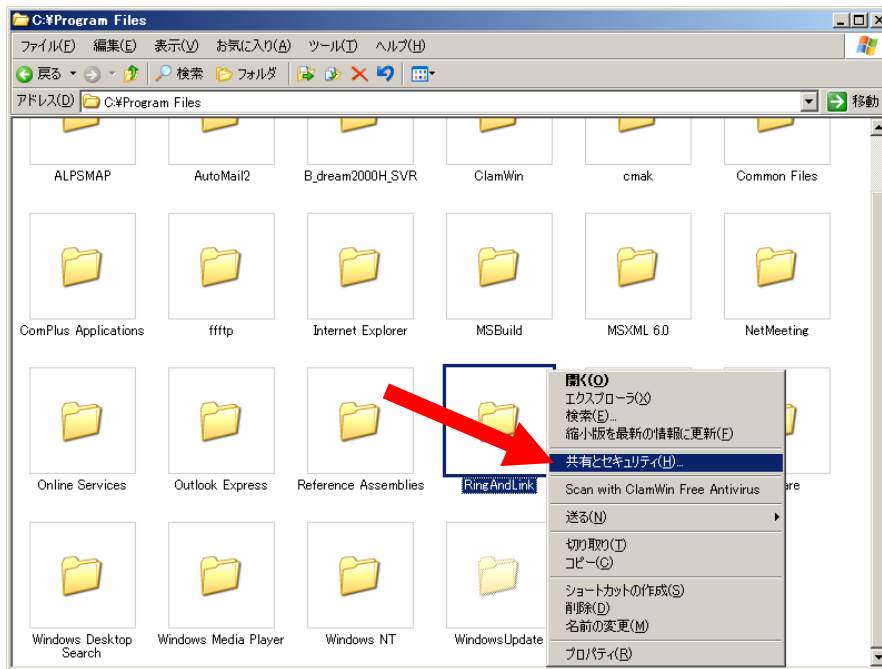 C:¥Program Files
ファイル(F) 編集(E) 表示(V) お気に入り(A) ツール(T) ヘルプ(H)
戻る 検索 フォルダ
アドレス(D) C:¥Program Files 移動
ALPSMAP AutoMail2 B_dream2000H_SVR ClamWin cmak Common Files
ComPlus Applications ffftp Internet Explorer MSBuild MSXML 6.0 NetMeeting
Online Services Outlook Express Reference Assemblies RingAndLink are
Windows Desktop Search Windows Media Player Windows NT WindowsUpdate
開く(O)
エクスプローラ(X)
検索(E)...
縮小版を最新の情報に更新(F)
共有とセキュリティ(H)...
Scan with ClamWin Free Antivirus
送る(N)
切り取り(T)
コピー(C)
ショートカットの作成(S)
削除(D)
名前の変更(M)
プロパティ(R)